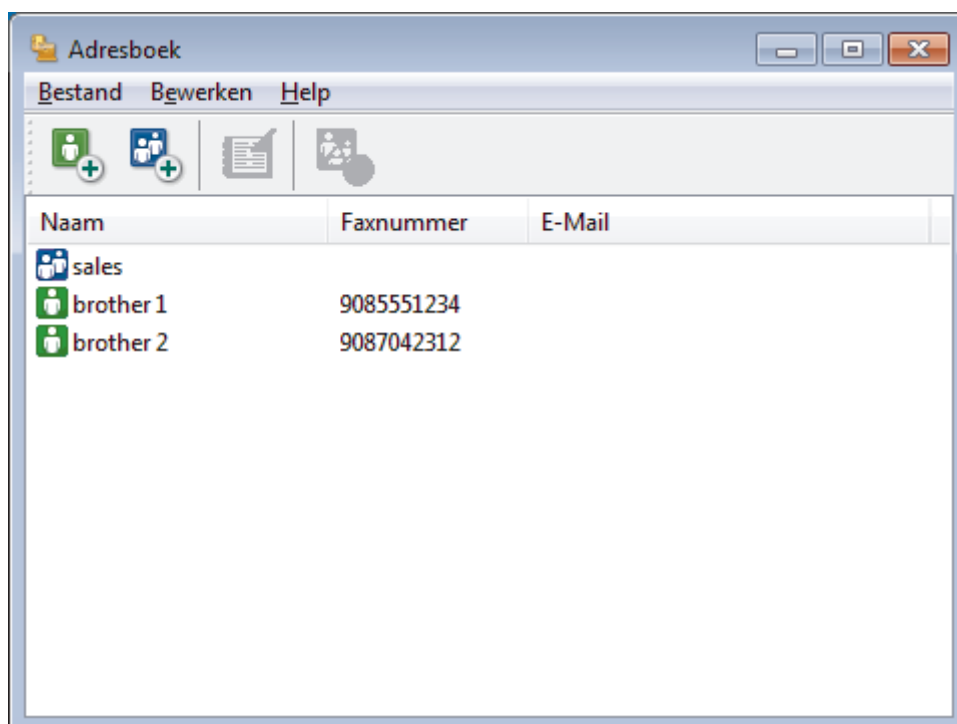 Adresboek
Bestand Bewerken Help
Naam Faxnummer E-Mail
sales
brother 1 9085551234
brother 2 9087042312